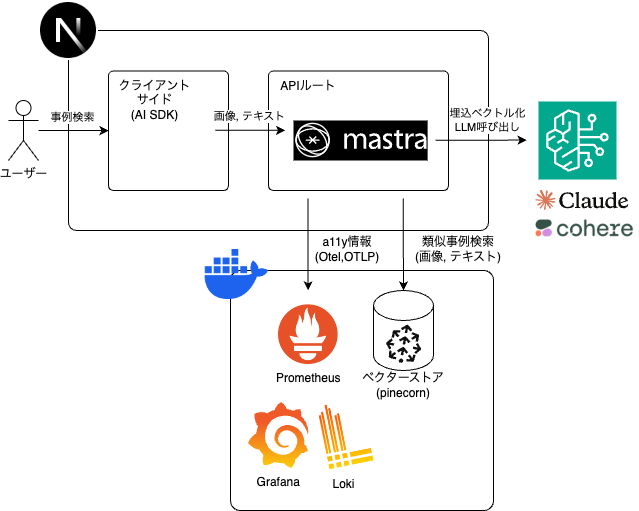 N
クライアント
サイド
(AI SDK)
APIルート
事例検索
画像, テキスト
mastra
埋込ベクトル化
LLM呼び出し
ユーザー
Claude
cohere
a11y情報
(Otel,OTLP)
類似事例検索
(画像, テキスト)
Prometheus
ベクターストア
(pinecorn)
Grafana
Loki